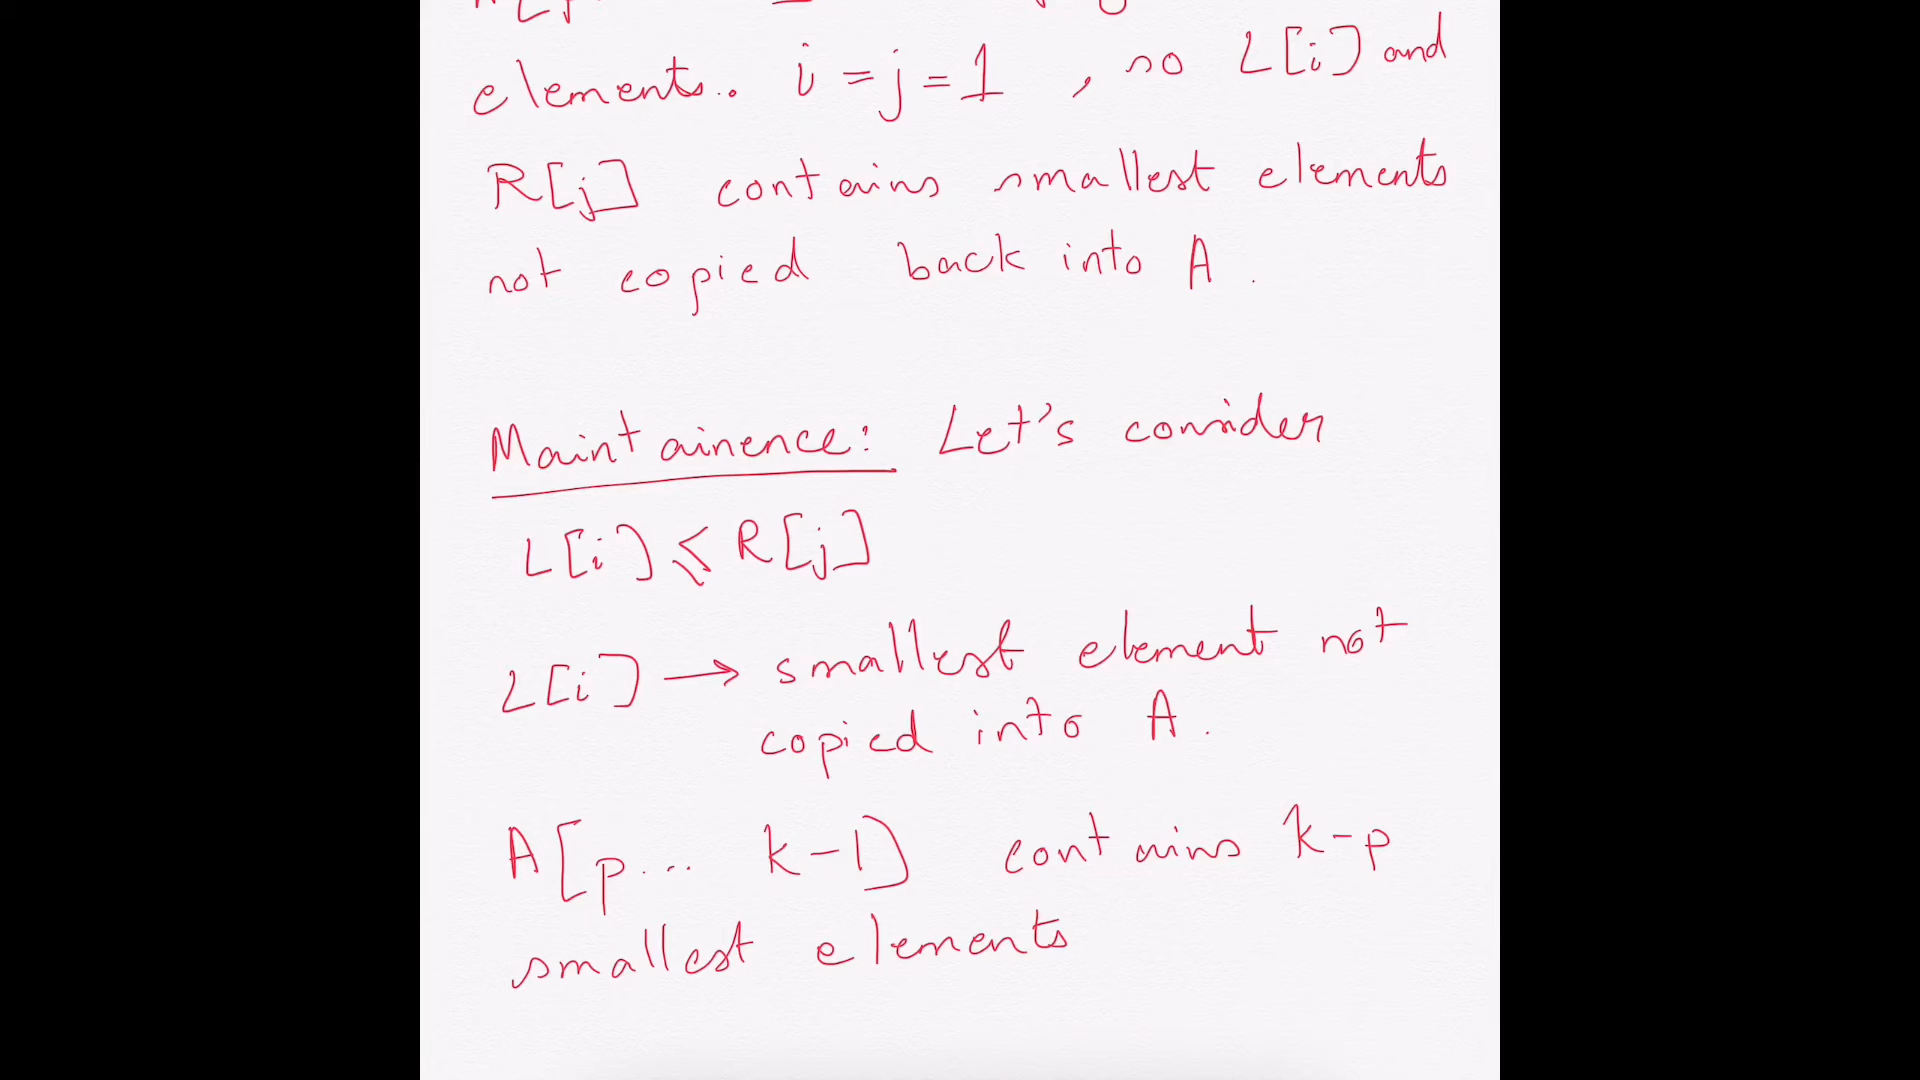 elements.. i = j = 1 , so L[i] and
R[j] contains smallest elements
not copied back into A.
Maintainence: Let's consider
L[i] ≤ R[j]
L[i] → smallest element not
copied into A.
A[p... k-1] contains k-p
smallest elements